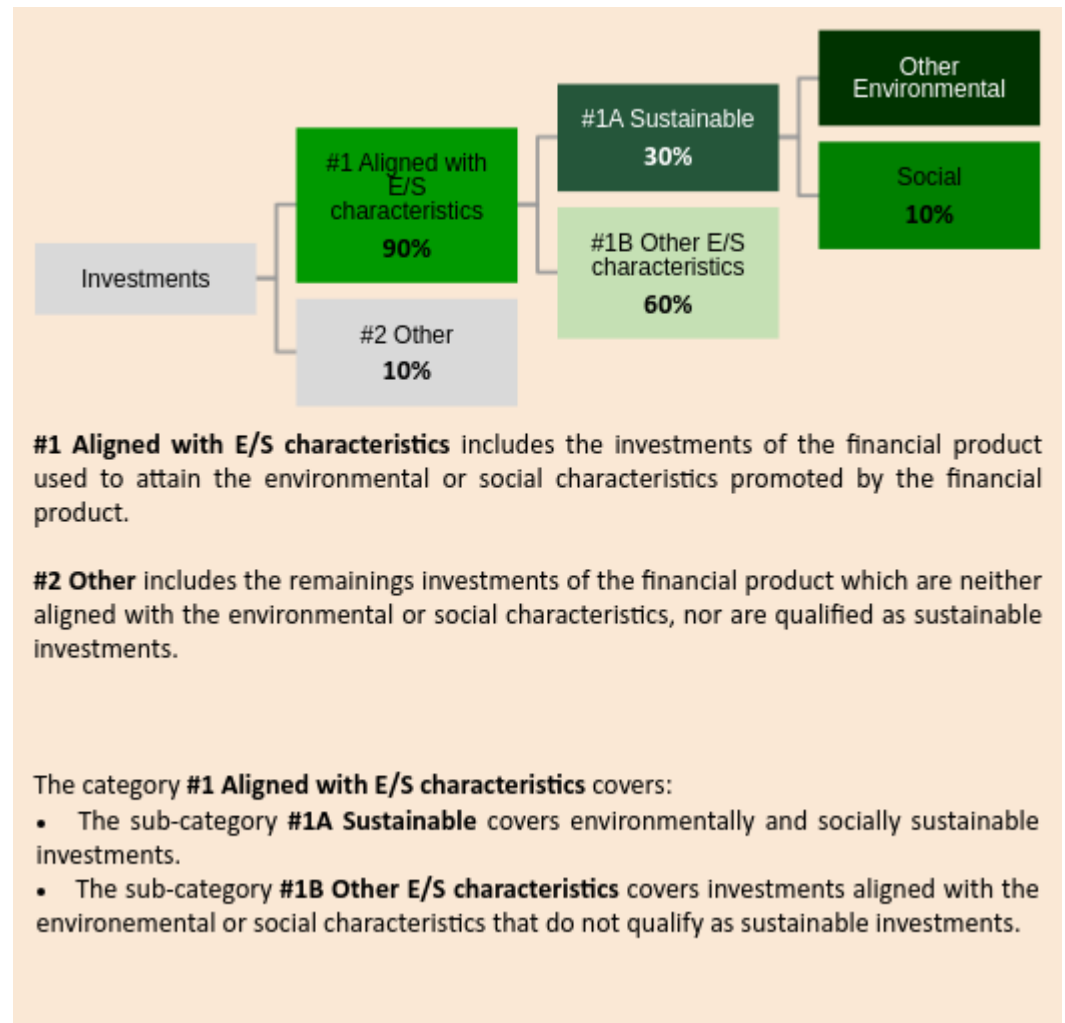 Other
Environmental
#1A Sustainable
30%
#1 Aligned with
E/S
characteristics
90%
Social
10%
#1B Other E/S
characteristics
60%
Investments
#2 Other
10%
#1 Aligned with E/S characteristics includes the investments of the financial product
used to attain the environmental or social characteristics promoted by the financial
product.
#2 Other includes the remainings investments of the financial product which are neither
aligned with the environmental or social characteristics, nor are qualified as sustainable
investments.
The category #1 Aligned with E/S characteristics covers:
• The sub-category #1A Sustainable covers environmentally and socially sustainable
investments.
• The sub-category #1B Other E/S characteristics covers investments aligned with the
environemental or social characteristics that do not qualify as sustainable investments.